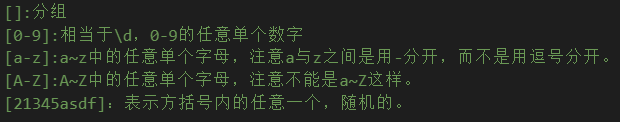 []:分组
[0-9]:相当于\d，0-9的任意单个数字
[a-z]:a~z中的任意单个字母，注意a与z之间是用-分开，而不是用逗号分开。
[A-Z]:A~Z中的任意单个字母，注意不能是a~Z这样。
[21345asdf]：表示方括号内的任意一个，随机的。